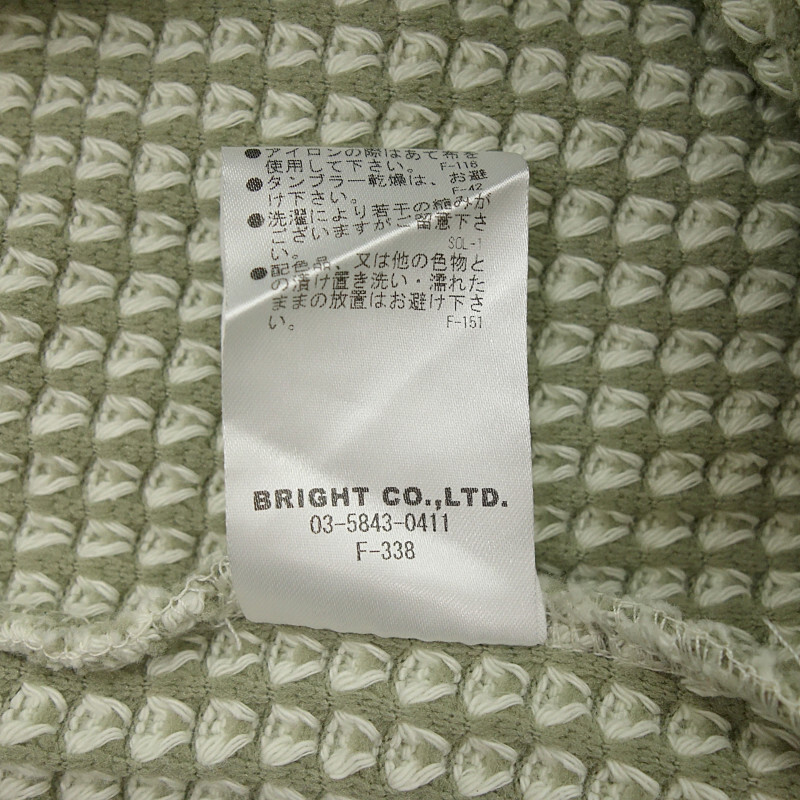 ●アイロンの際はあて布を
使用して下さい。 F-116
●タンブラー乾燥は、お避
け下さい。 F-42
●洗濯により若干の縮みが
ございますがご留意下さ
い。 SOL-1
●配色品、又は他の色物と
の漬け置き洗い・濡れた
ままの放置はお避け下さ
い。 F-151
BRIGHT CO.,LTD.
03-5843-0411
F-338